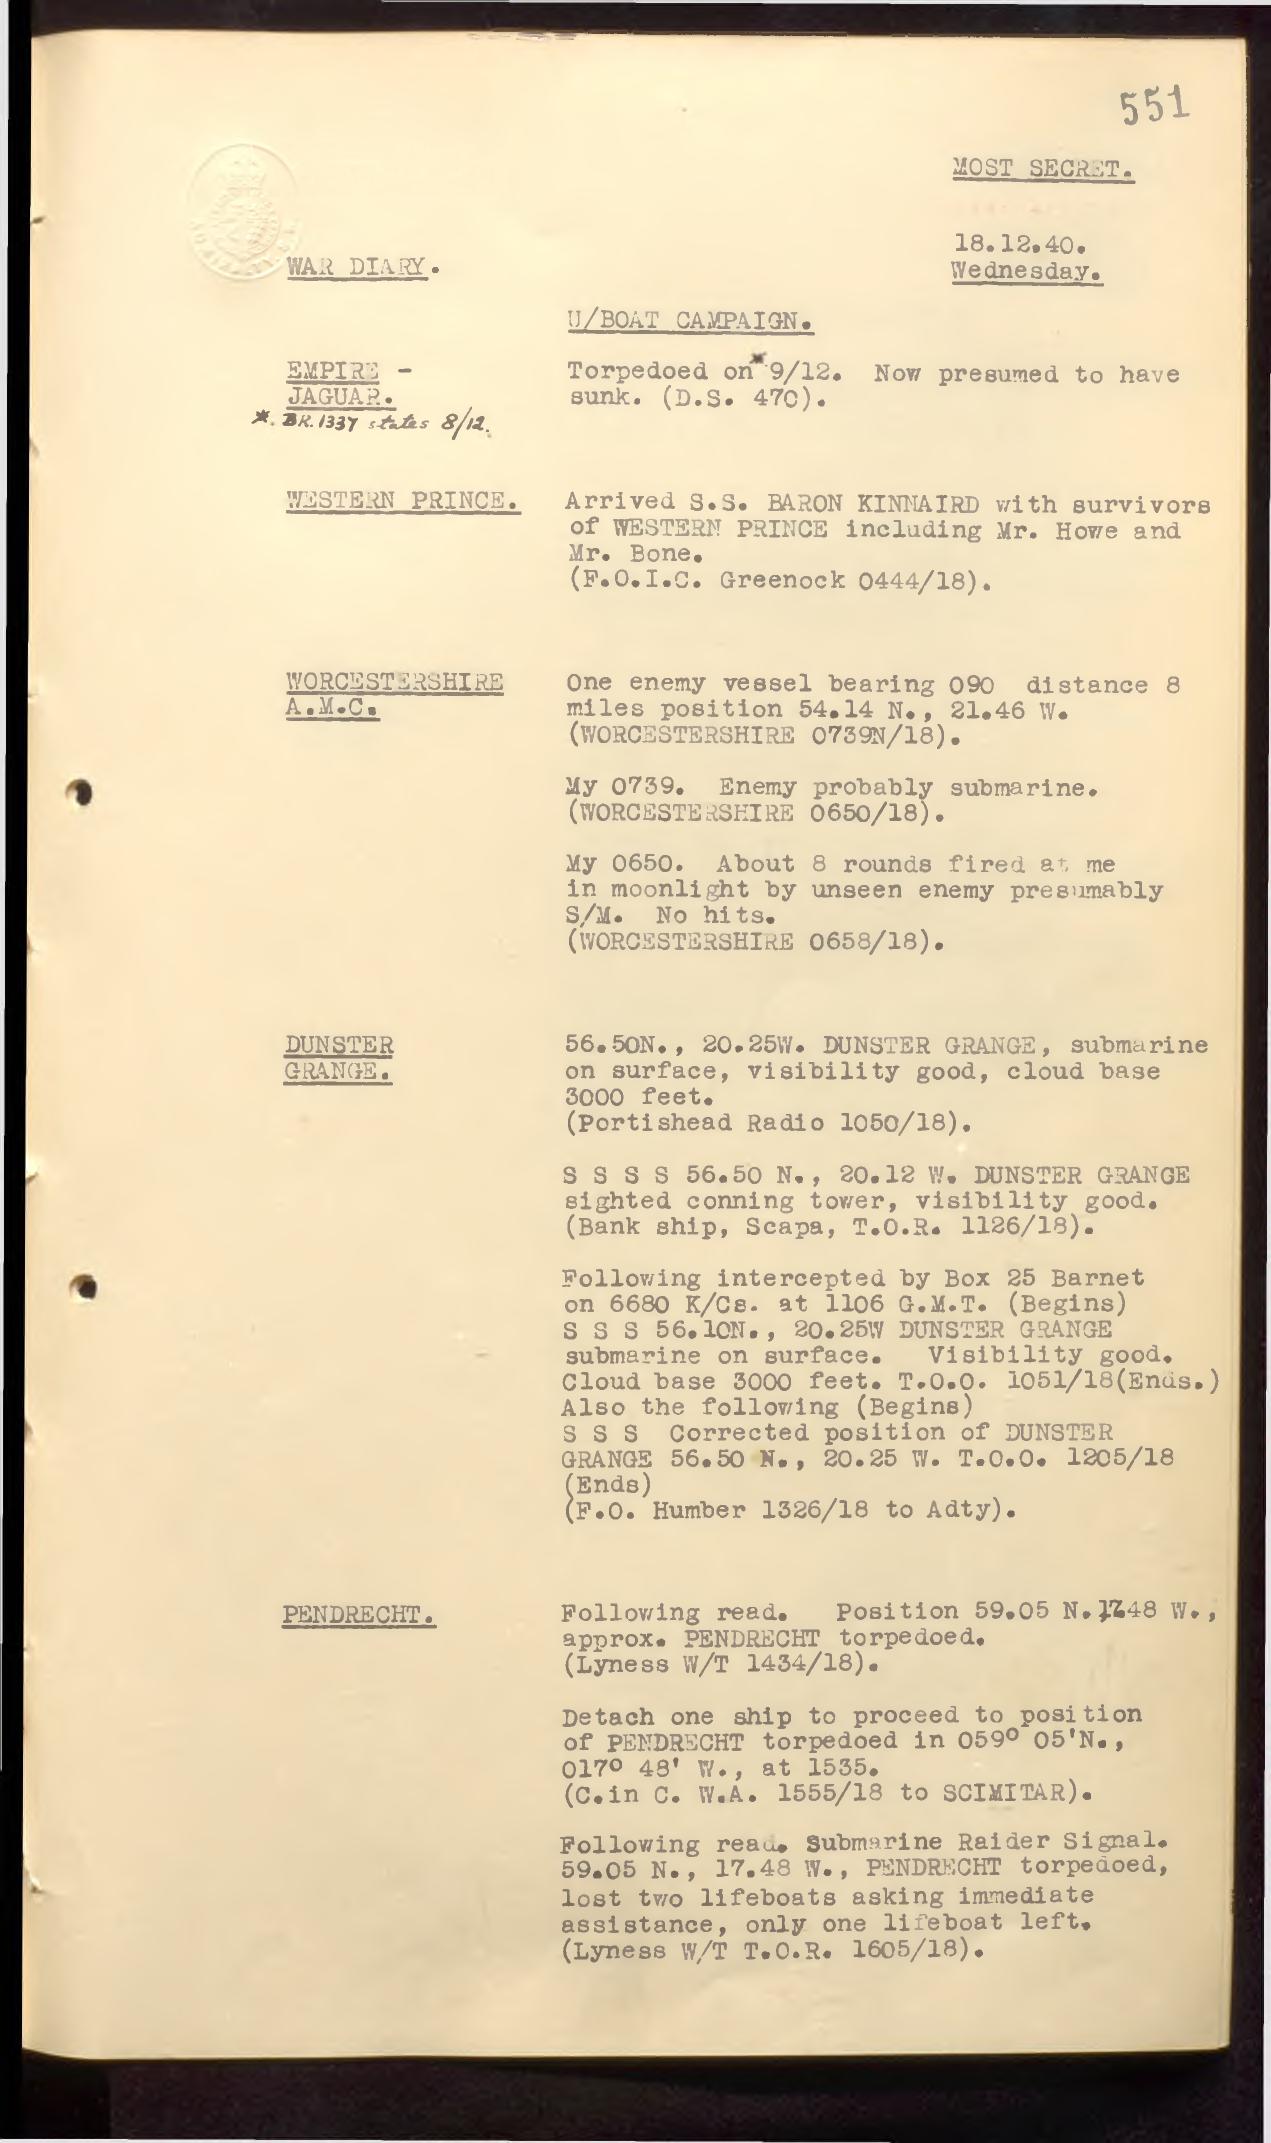 551
MOST SECRET.
18.12.40.
Wednesday.
WAR DIARY.
U/BOAT CAMPAIGN.
EMPIRE -
JAGUAR.
*. BR.1337 states 8/12.
Torpedoed on * 9/12. Now presumed to have
sunk. (D.S. 470).
WESTERN PRINCE.
Arrived S.S. BARON KINNAIRD with survivors
of WESTERN PRINCE including Mr. Howe and
Mr. Bone.
(F.O.I.C. Greenock 0444/18).
WORCESTERSHIRE
A.M.C.
One enemy vessel bearing 090 distance 8
miles position 54.14 N., 21.46 W.
(WORCESTERSHIRE 0739N/18).
My 0739. Enemy probably submarine.
(WORCESTERSHIRE 0650/18).
My 0650. About 8 rounds fired at me
in moonlight by unseen enemy presumably
S/M. No hits.
(WORCESTERSHIRE 0658/18).
DUNSTER
GRANGE.
56.50N., 20.25W. DUNSTER GRANGE, submarine
on surface, visibility good, cloud base
3000 feet.
(Portishead Radio 1050/18).
S S S S 56.50 N., 20.12 W. DUNSTER GRANGE
sighted conning tower, visibility good.
(Bank ship, Scapa, T.O.R. 1126/18).
Following intercepted by Box 25 Barnet
on 6680 K/Cs. at 1106 G.M.T. (Begins)
S S S 56.10N., 20.25W DUNSTER GRANGE
submarine on surface. Visibility good.
Cloud base 3000 feet. T.O.O. 1051/18(Ends.)
Also the following (Begins)
S S S Corrected position of DUNSTER
GRANGE 56.50 N., 20.25 W. T.O.O. 1205/18
(Ends)
(F.O. Humber 1326/18 to Adty).
PENDRECHT.
Following read. Position 59.05 N. 17.48 W.,
approx. PENDRECHT torpedoed.
(Lyness W/T 1434/18).
Detach one ship to proceed to position
of PENDRECHT torpedoed in 059° 05'N.,
017° 48' W., at 1535.
(C.in C. W.A. 1555/18 to SCIMITAR).
Following read. Submarine Raider Signal.
59.05 N., 17.48 W., PENDRECHT torpedoed,
lost two lifeboats asking immediate
assistance, only one lifeboat left.
(Lyness W/T T.O.R. 1605/18).